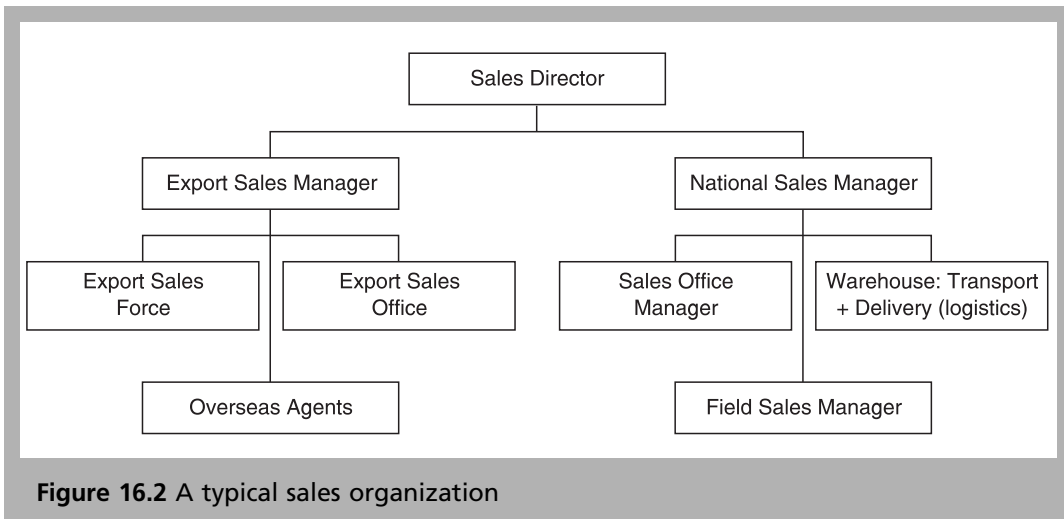 Sales Director
Export Sales Manager
National Sales Manager
Export Sales
Force
Export Sales
Office
Sales Office
Manager
Warehouse: Transport
+ Delivery (logistics)
Overseas Agents
Field Sales Manager
Figure 16.2 A typical sales organization